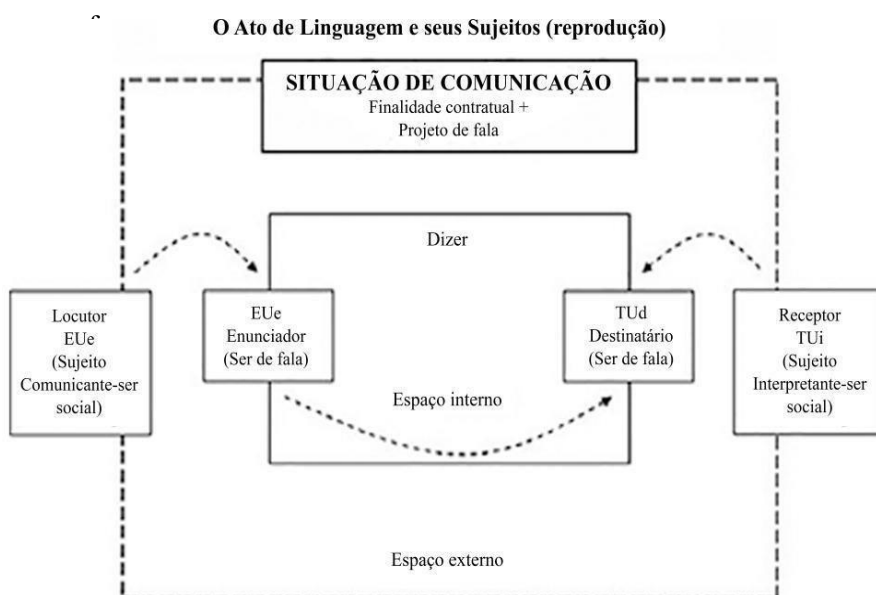 O Ato de Linguagem e seus Sujeitos (reprodução)
SITUAÇÃO DE COMUNICAÇÃO
Finalidade contratual +
Projeto de fala
Dizer
Locutor
EUe
(Sujeito
Comunicante-ser
social)
EUe
Enunciador
(Ser de fala)
TUd
Destinatário
(Ser de fala)
Receptor
TUi
(Sujeito
Interpretante-ser
social)
Espaço interno
Espaço externo